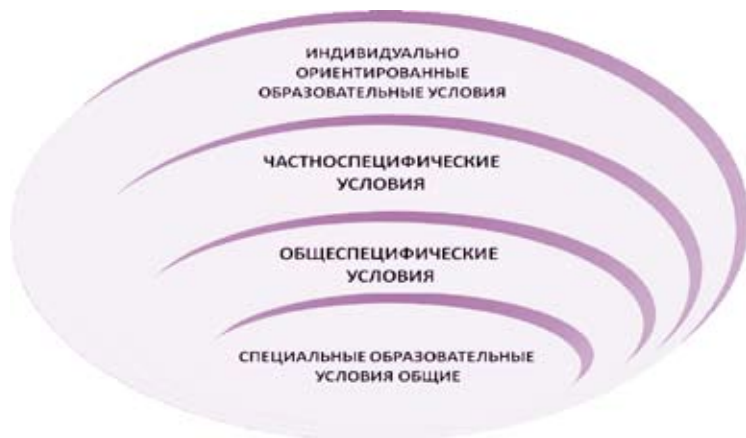 ИНДИВИДУАЛЬНО
ОРИЕНТИРОВАННЫЕ
ОБРАЗОВАТЕЛЬНЫЕ УСЛОВИЯ
ЧАСТНОСПЕЦИФИЧЕСКИЕ
УСЛОВИЯ
ОБЩЕСПЕЦИФИЧЕСКИЕ
УСЛОВИЯ
СПЕЦИАЛЬНЫЕ ОБРАЗОВАТЕЛЬНЫЕ
УСЛОВИЯ ОБЩИЕ